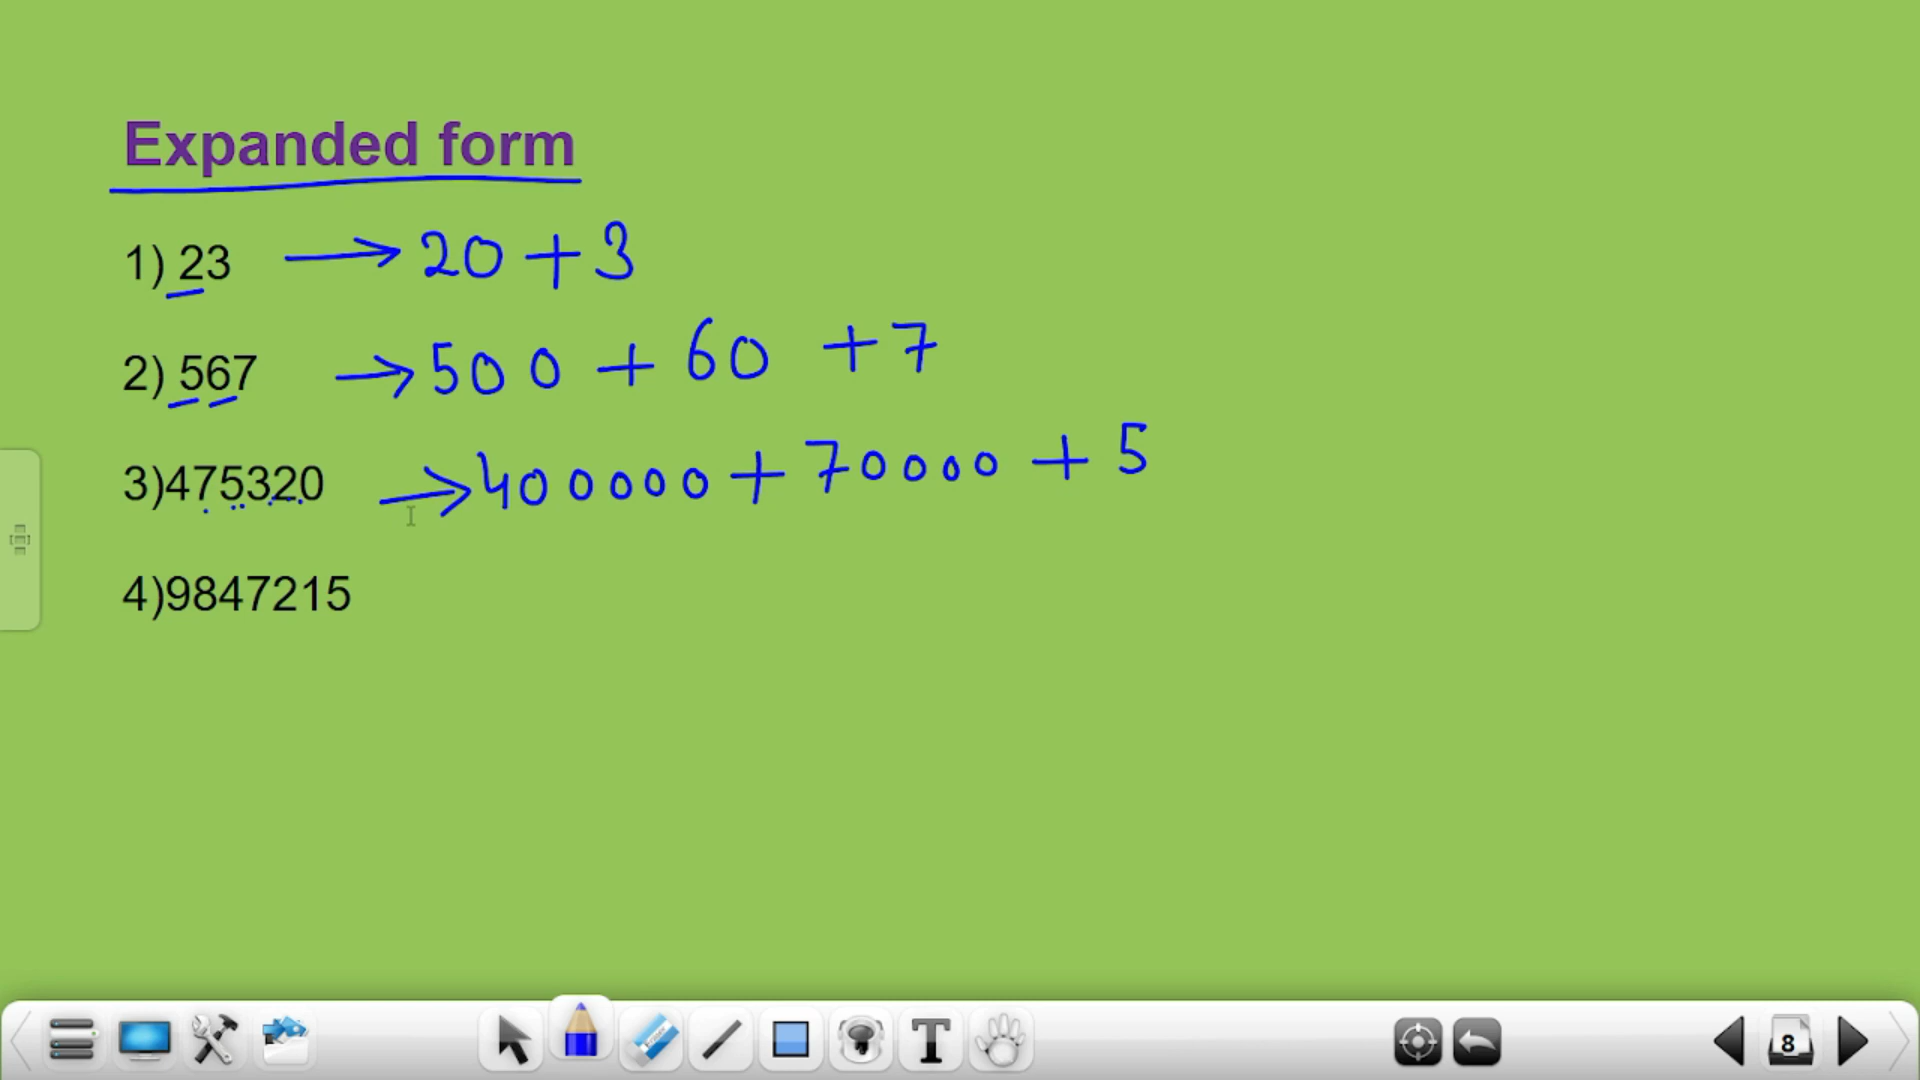 Expanded form
1) 23 → 20 + 3
2) 567 → 500 + 60 + 7
3)475320 → 400000 + 70000 + 5
4)9847215
T
8